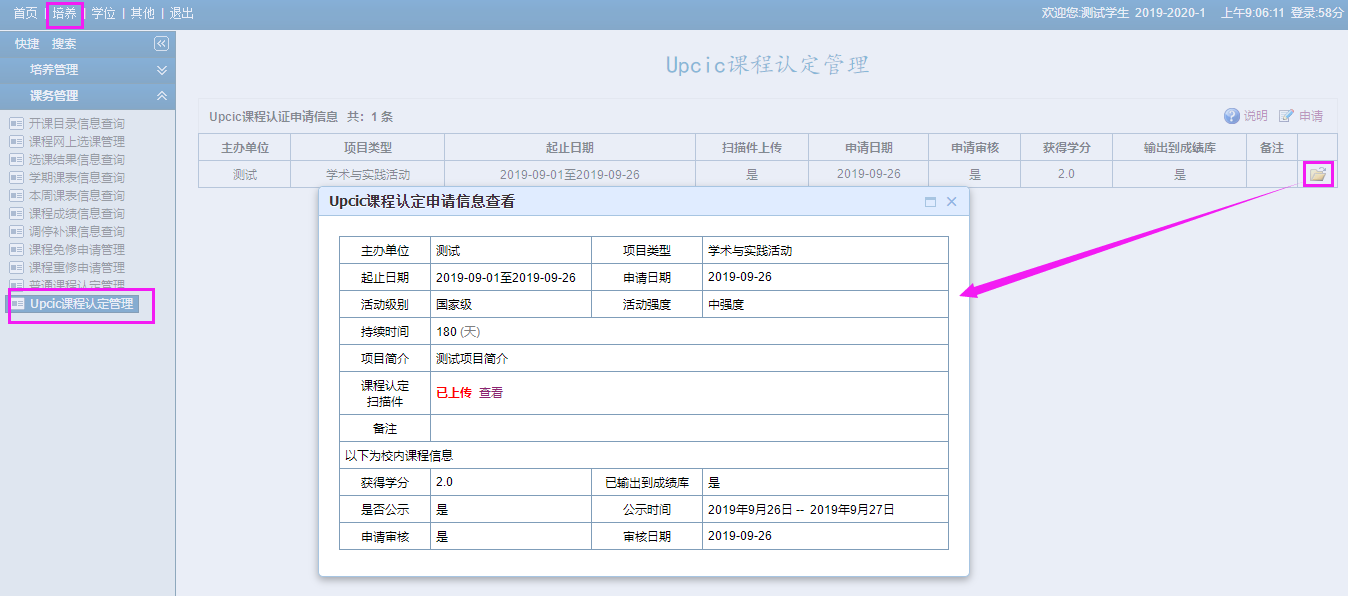 首页 | 培养 | 学位 | 其他 | 退出
欢迎您:测试学生 2019-2020-1 上午9:06:11 登录:58分
快捷 搜索
培养管理
课务管理
开课目录信息查询
课程网上选课管理
选课结果信息查询
学期课表信息查询
本周课表信息查询
课程成绩信息查询
调停补课信息查询
课程免修申请管理
课程重修申请管理
普通课程认定管理
Upcic课程认定管理
Upcic课程认定管理
Upcic课程认证申请信息 共：1 条 说明 申请
主办单位 项目类型 起止日期 扫描件上传 申请日期 申请审核 获得学分 输出到成绩库 备注
测试 学术与实践活动 2019-09-01至2019-09-26 是 2019-09-26 是 2.0 是
Upcic课程认定申请信息查看
主办单位 测试 项目类型 学术与实践活动
起止日期 2019-09-01至2019-09-26 申请日期 2019-09-26
活动级别 国家级 活动强度 中强度
持续时间 180 (天)
项目简介 测试项目简介
课程认定
扫描件 已上传 查看
备注
以下为校内课程信息
获得学分 2.0 已输出到成绩库 是
是否公示 是 公示时间 2019年9月26日 -- 2019年9月27日
申请审核 是 审核日期 2019-09-26